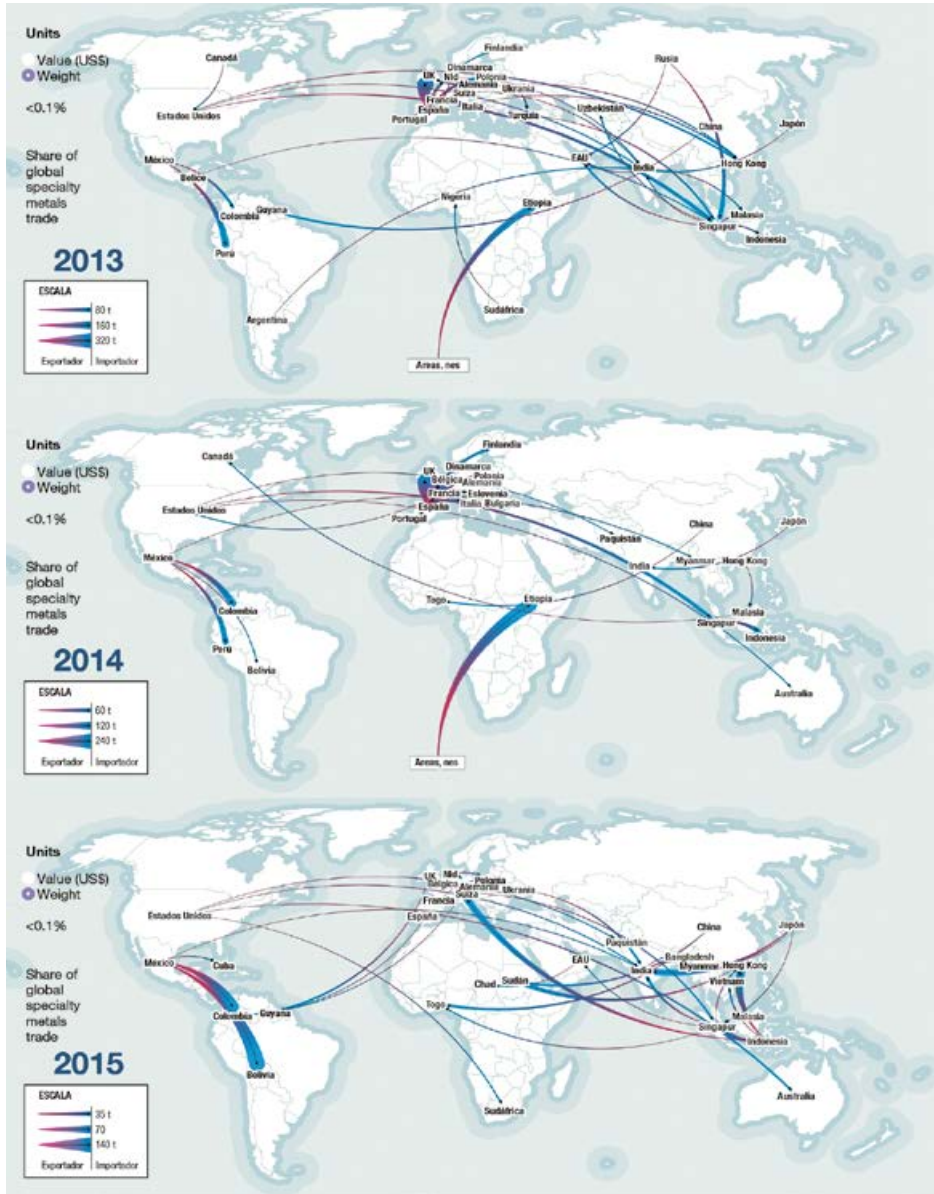 Units
Value (US$)
Weight
<0.1%
Share of
global
specialty
metals
trade
2013
ESCALA
80 t
160 t
320 t
Exportador
Importador
Canadá
Estados Unidos
México
Belice
Colombia
Guyana
Perú
Argentina
Finlandia
Dinamarca
UK
Nld
Polonia
Alemania
Suiza
Ukrania
Francia
Italia
España
Portugal
Turquía
Uzbekistán
Rusia
China
Japón
EAU
India
Hong Kong
Nigeria
Etiopia
Singapur
Malasia
Indonesia
Sudáfrica
Areas, nes
Units
Value (US$)
Weight
<0.1%
Share of
global
specialty
metals
trade
2014
ESCALA
60 t
120 t
240 t
Exportador
Importador
Canadá
Estados Unidos
México
Colombia
Perú
Bolivia
Finlandia
Dinamarca
UK
Bélgica
Polonia
Alemania
Francia
Eslovenia
España
Italia
Bulgaria
Portugal
Paquistán
China
Japón
India
Myanmar
Hong Kong
Togo
Etiopia
Singapur
Malasia
Indonesia
Australia
Areas, nes
Units
Value (US$)
Weight
<0.1%
Share of
global
specialty
metals
trade
2015
ESCALA
35 t
70
140 t
Exportador
Importador
Estados Unidos
México
Cuba
Colombia
Guyana
Bolivia
UK
Nld
Bélgica
Alemania
Polonia
Suiza
Ukrania
Francia
España
Paquistán
China
Japón
EAU
India
Bangladesh
Myanmar
Hong Kong
Vietnam
Chad
Sudán
Togo
Singapur
Malasia
Indonesia
Australia
Sudáfrica